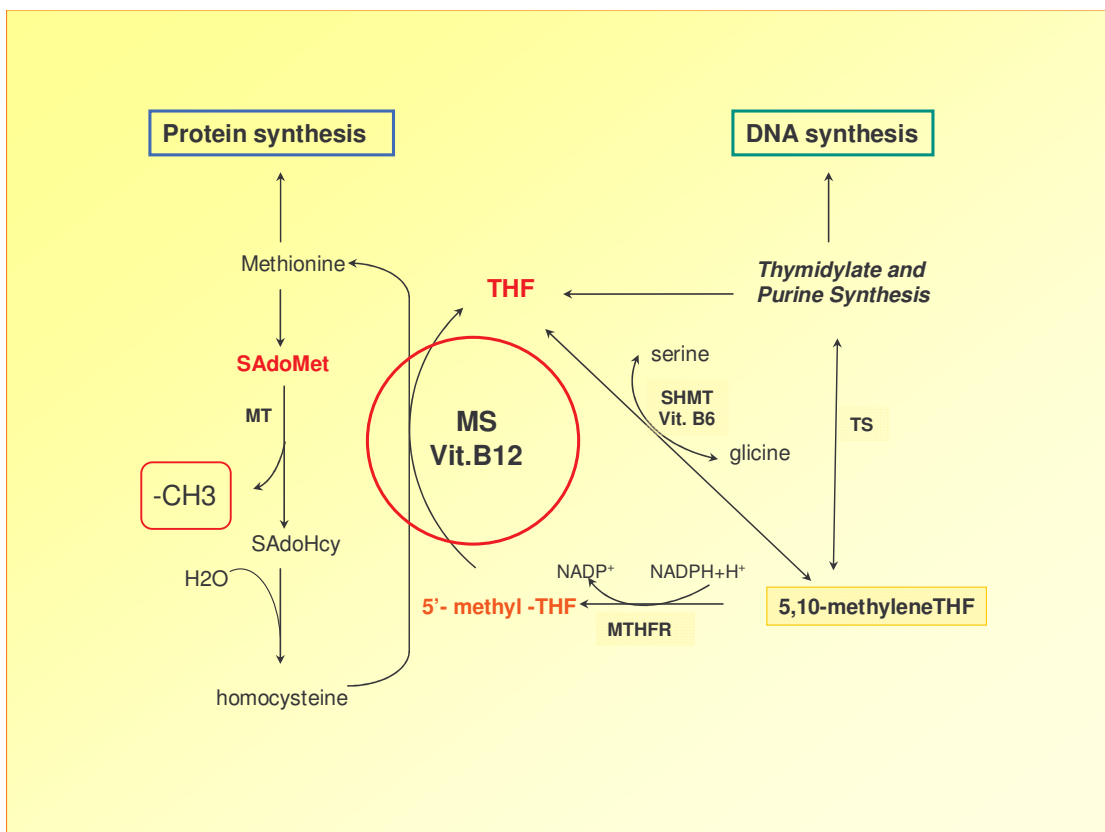 Protein synthesis
DNA synthesis
Methionine
THF
Thymidylate and
Purine Synthesis
SAdoMet
serine
MT
SHMT
Vit. B6
MS
Vit.B12
TS
glicine
-CH3
SAdoHcy
H2O
NADP⁺
NADPH+H⁺
5'- methyl -THF
5,10-methyleneTHF
MTHFR
homocysteine